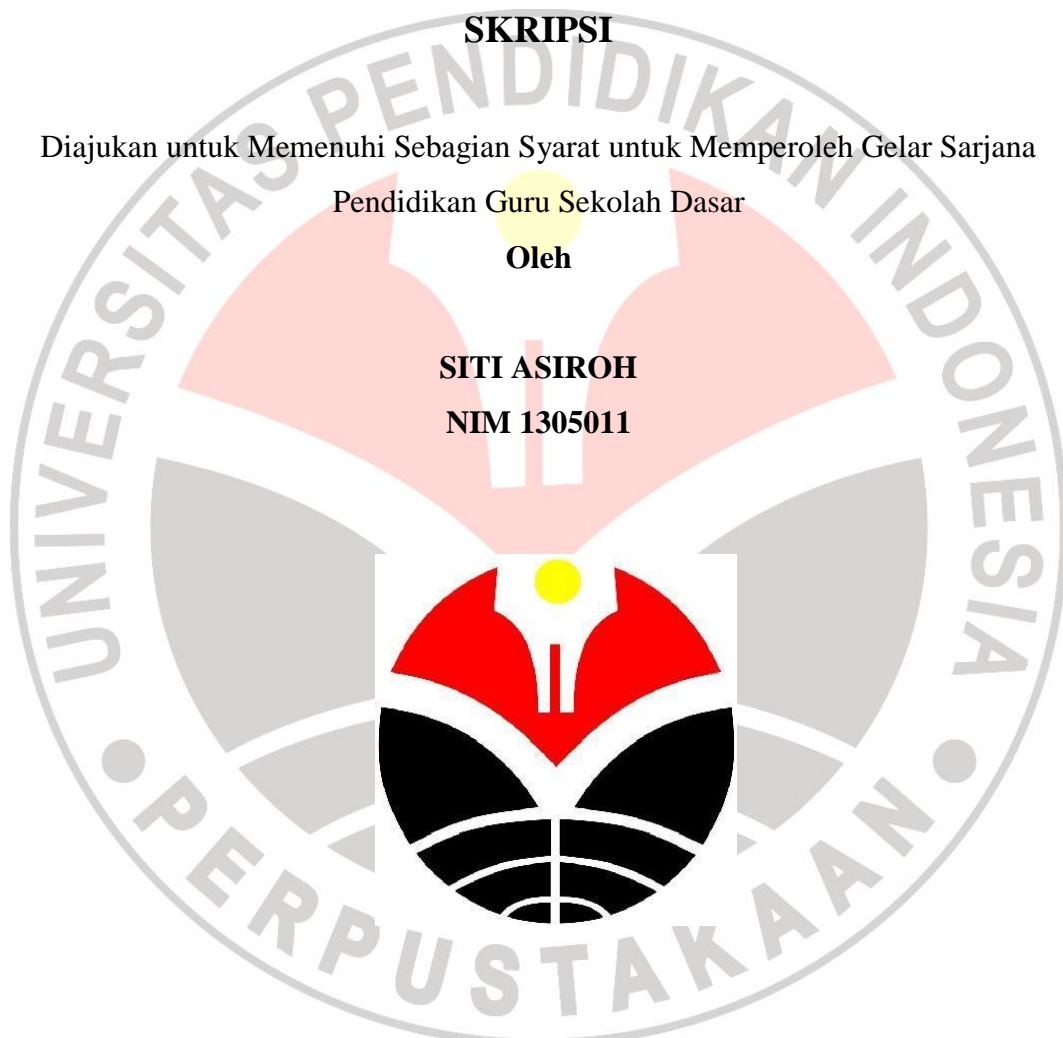 SKRIPSI
Diajukan untuk Memenuhi Sebagian Syarat untuk Memperoleh Gelar Sarjana
Pendidikan Guru Sekolah Dasar
Oleh
SITI ASIROH
NIM 1305011
UNIVERSITAS PENDIDIKAN INDONESIA
PERPUSTAKAAN